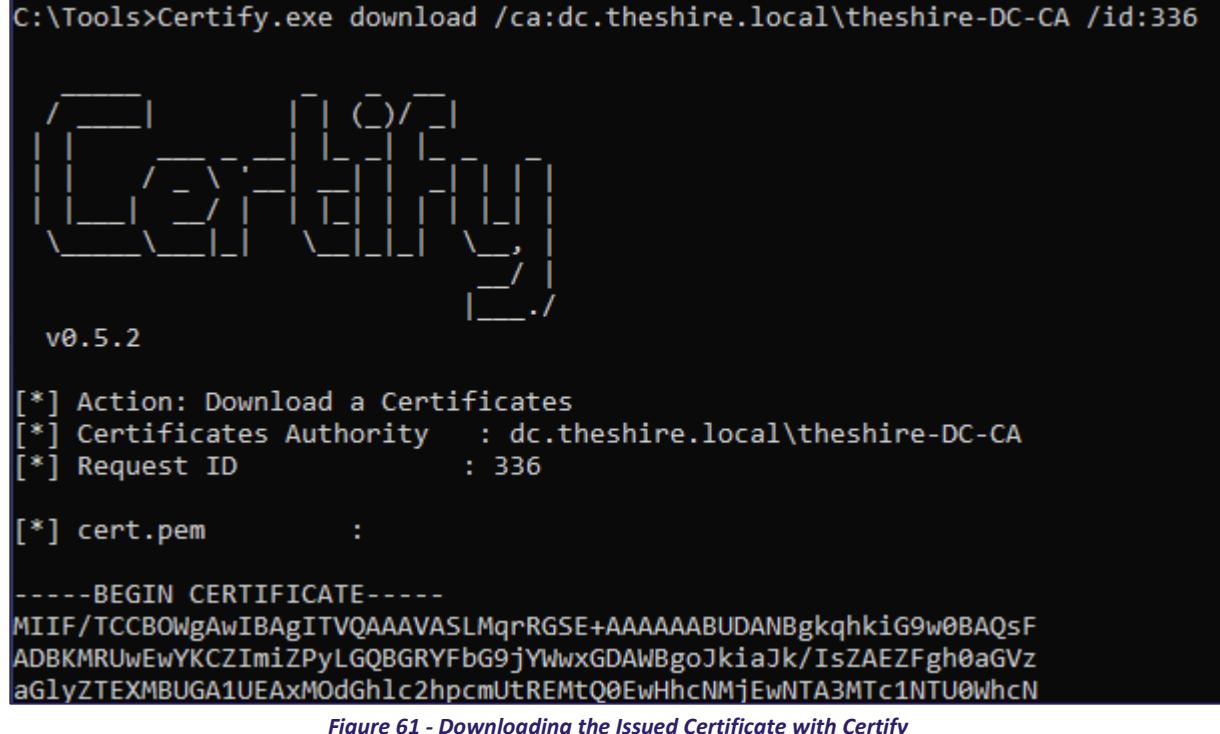 C:\Tools>Certify.exe download /ca:dc.theshire.local\theshire-DC-CA /id:336
Certify
v0.5.2
[*] Action: Download a Certificates
[*] Certificates Authority   : dc.theshire.local\theshire-DC-CA
[*] Request ID               : 336
[*] cert.pem         :
-----BEGIN CERTIFICATE-----
MIIF/TCCBOWgAwIBAgITVQAAAVASLMqrRGSE+AAAAAABUDANBgkqhkiG9w0BAQsF
ADBKMRUwEwYKCZImiZPyLGQBGRYFbG9jYWwxGDAWBgoJkiaJk/IsZAEZFgh0aGVz
aGlyZTEXMBUGA1UEAxMOdGhlc2hpcmUtREMtQ0EwHhcNMjEwNTA3MTc1NTU0WhcN
Figure 61 - Downloading the Issued Certificate with Certify